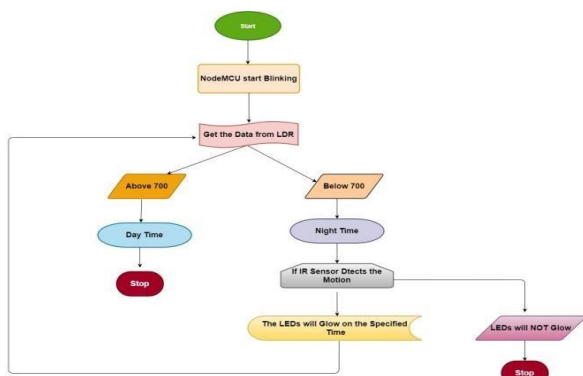 Start
NodeMCU start Blinking
Get the Data from LDR
Above 700
Below 700
Day Time
Night Time
Stop
If IR Sensor Dtects the
Motion
The LEDs will Glow on the Specified
Time
LEDs will NOT Glow
Stop